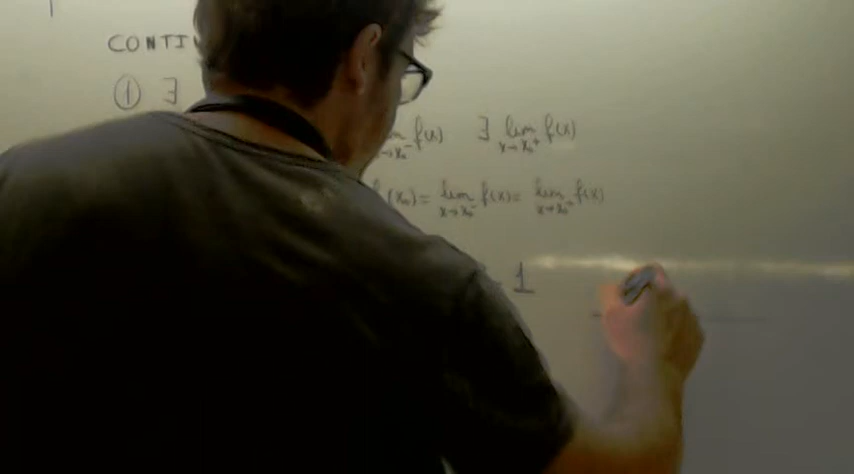 CONTI
① ∃
lim x→x₀⁻ f(x) ∃ lim x→x₀⁺ f(x)
f(x₀) = lim x→x₀⁻ f(x) = lim x→x₀⁺ f(x)
1